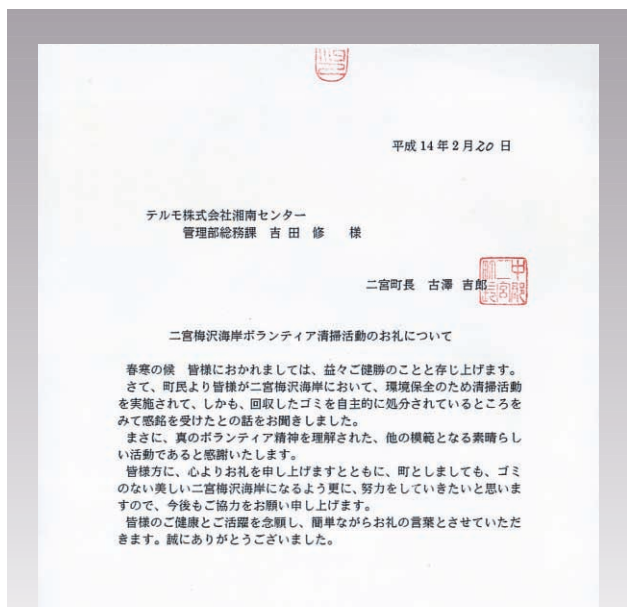 平成14年2月20日
テルモ株式会社湘南センター
管理部総務課 吉田 修 様
二宮町長 古澤 吉郎
二宮梅沢海岸ボランティア清掃活動のお礼について
春寒の候 皆様におかれましては、益々ご健勝のことと存じ上げます。
さて、町民より皆様が二宮梅沢海岸において、環境保全のため清掃活動
を実施されて、しかも、回収したゴミを自主的に処分されているところを
みて感銘を受けたとの話をお聞きしました。
まさに、真のボランティア精神を理解された、他の模範となる素晴らし
い活動であると感謝いたします。
皆様方に、心よりお礼を申し上げますとともに、町としましても、ゴミ
のない美しい二宮梅沢海岸になるよう更に、努力をしていきたいと思いま
すので、今後もご協力をお願い申し上げます。
皆様のご健康とご活躍を念願し、簡単ながらお礼の言葉とさせていただ
きます。誠にありがとうございました。